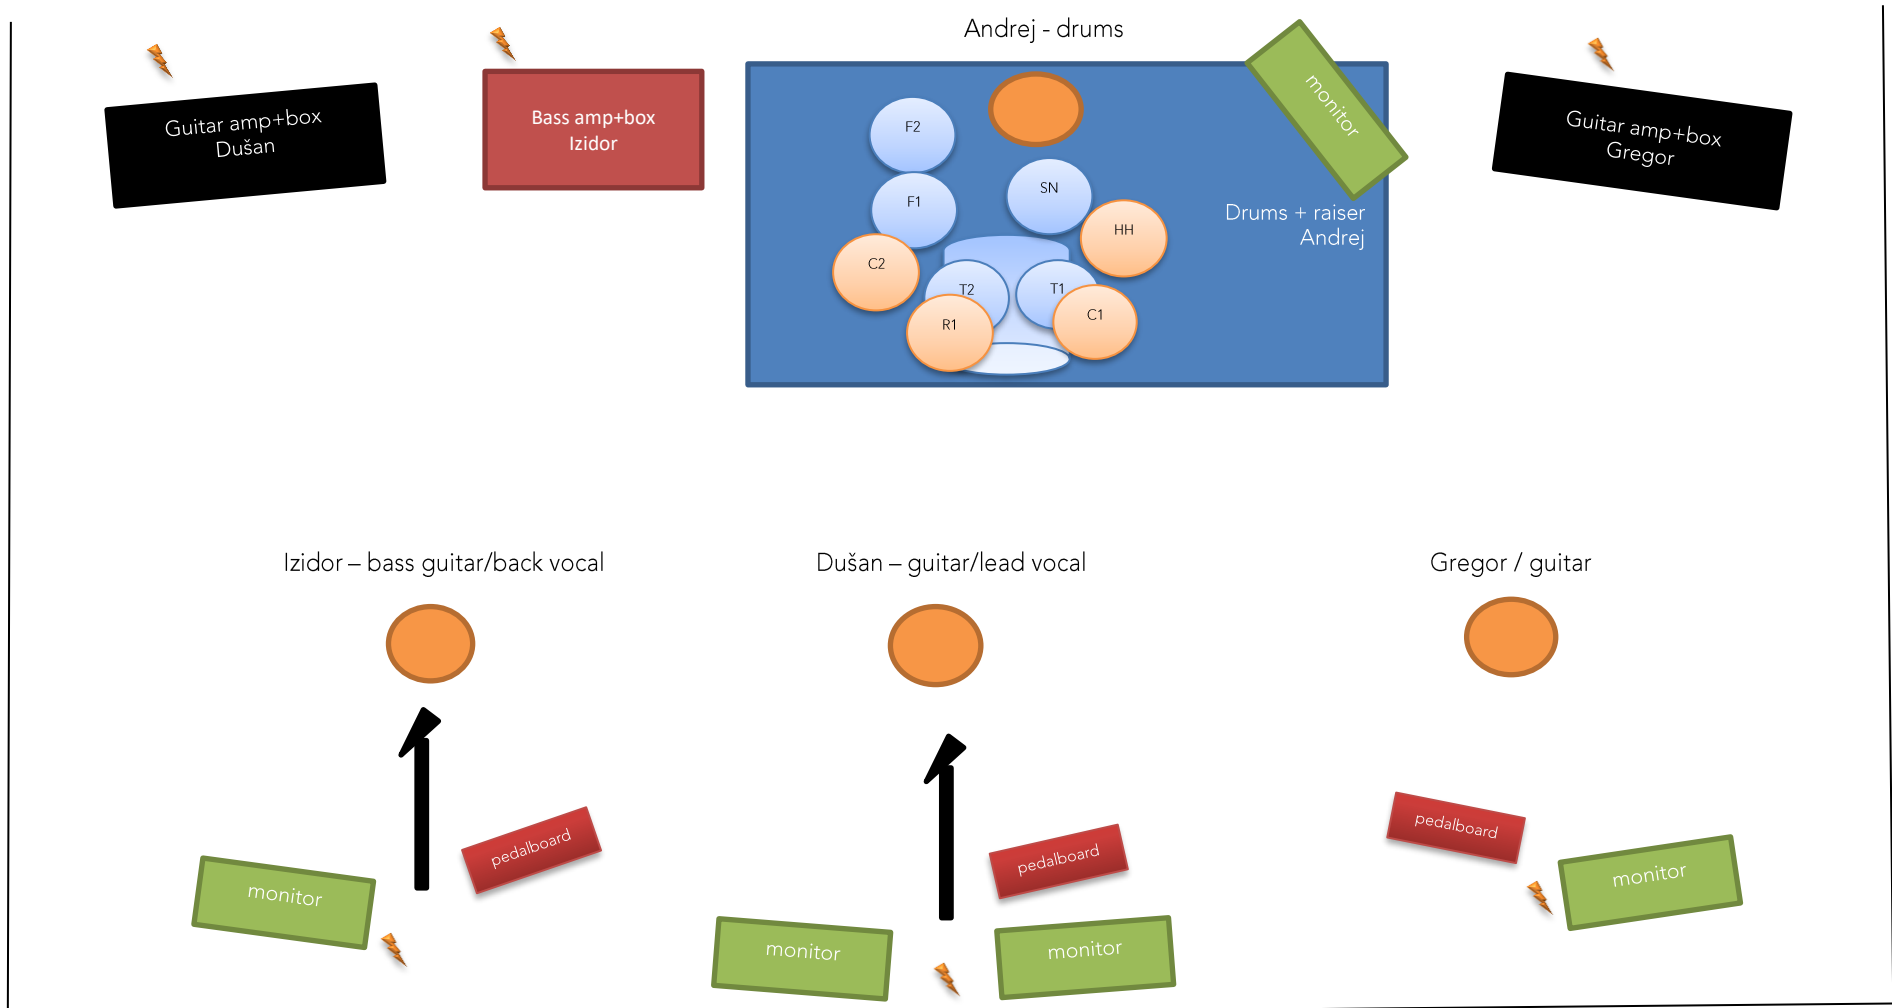 Andrej - drums
Guitar amp+box
Dušan
Bass amp+box
Izidor
monitor
Guitar amp+box
Gregor
F2
SN
F1
HH
Drums + raiser
Andrej
C2
T2
T1
R1
C1
Izidor – bass guitar/back vocal
Dušan – guitar/lead vocal
Gregor / guitar
pedalboard
pedalboard
pedalboard
monitor
monitor
monitor
monitor